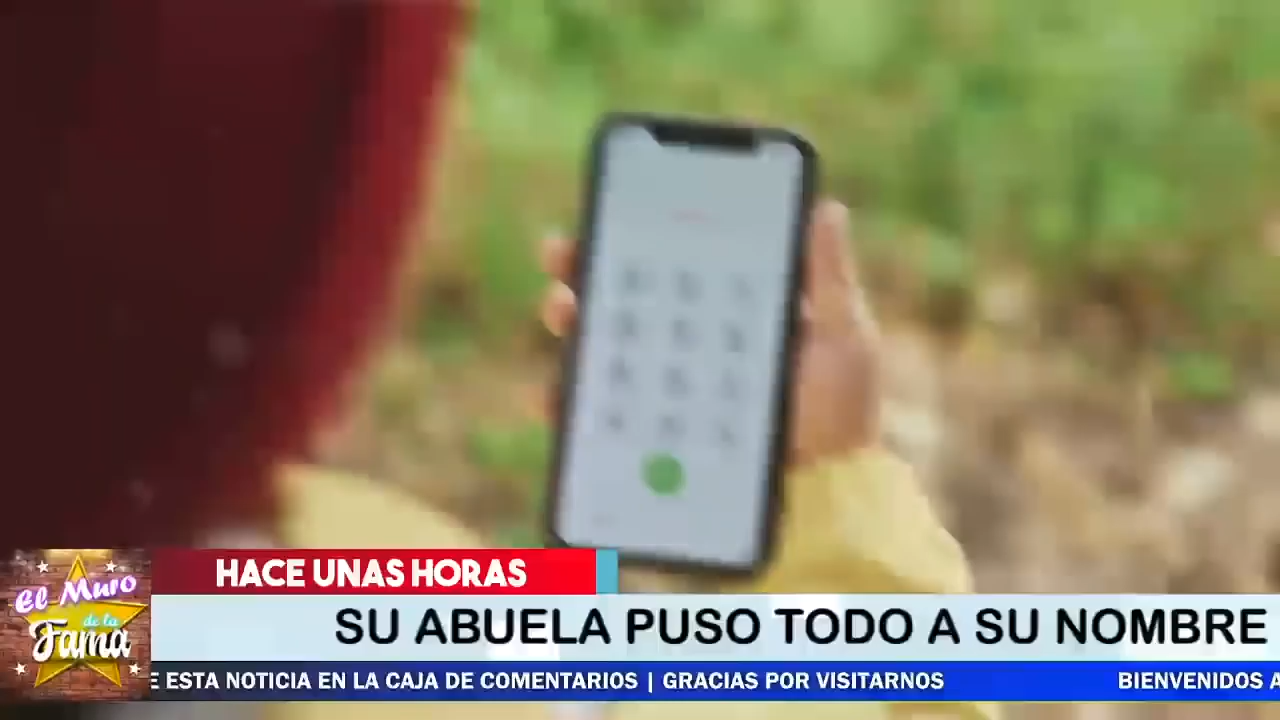 HACE UNAS HORAS
SU ABUELA PUSO TODO A SU NOMBRE
El Muro
de la
Fama
E ESTA NOTICIA EN LA CAJA DE COMENTARIOS | GRACIAS POR VISITARNOS BIENVENIDOS A